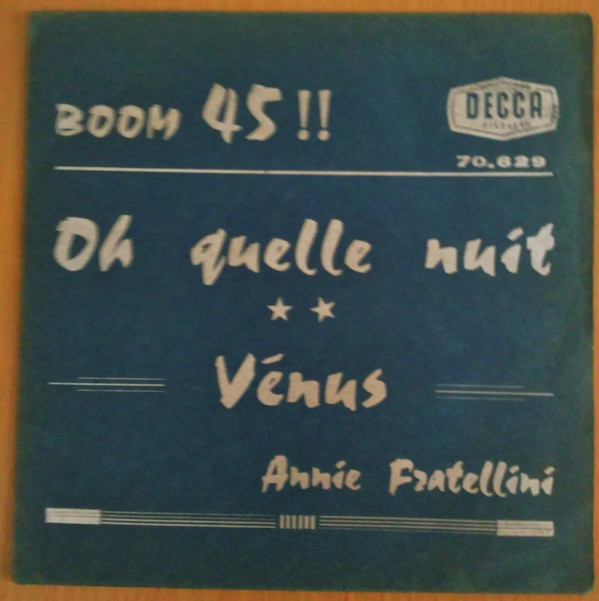 BOOM 45!!
DECCA
70.629
Oh quelle nuit
Vénus
Annie Fratellini